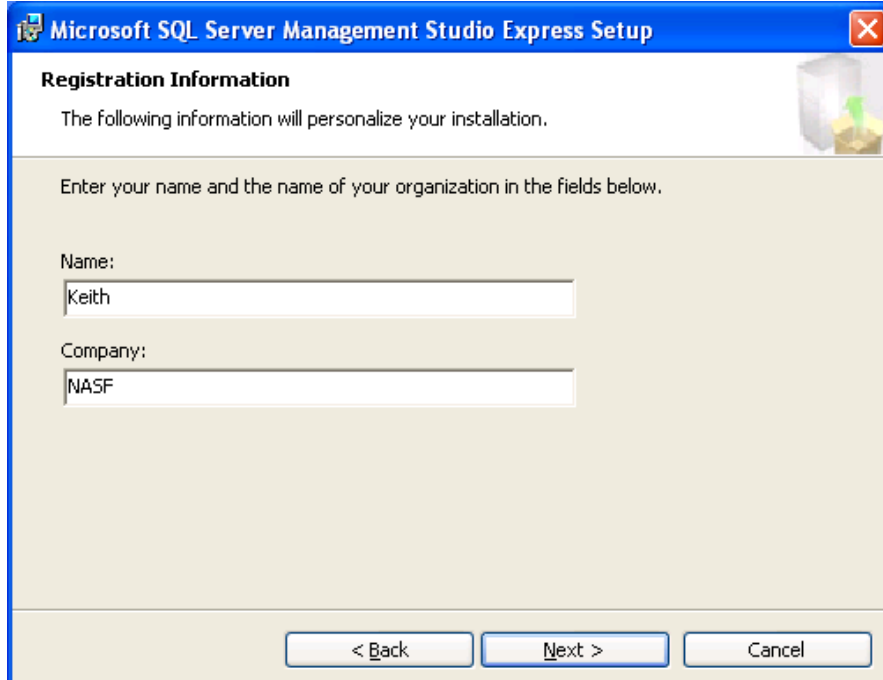 Microsoft SQL Server Management Studio Express Setup
Registration Information
The following information will personalize your installation.
Enter your name and the name of your organization in the fields below.
Name:
Keith
Company:
NASF
< Back
Next >
Cancel